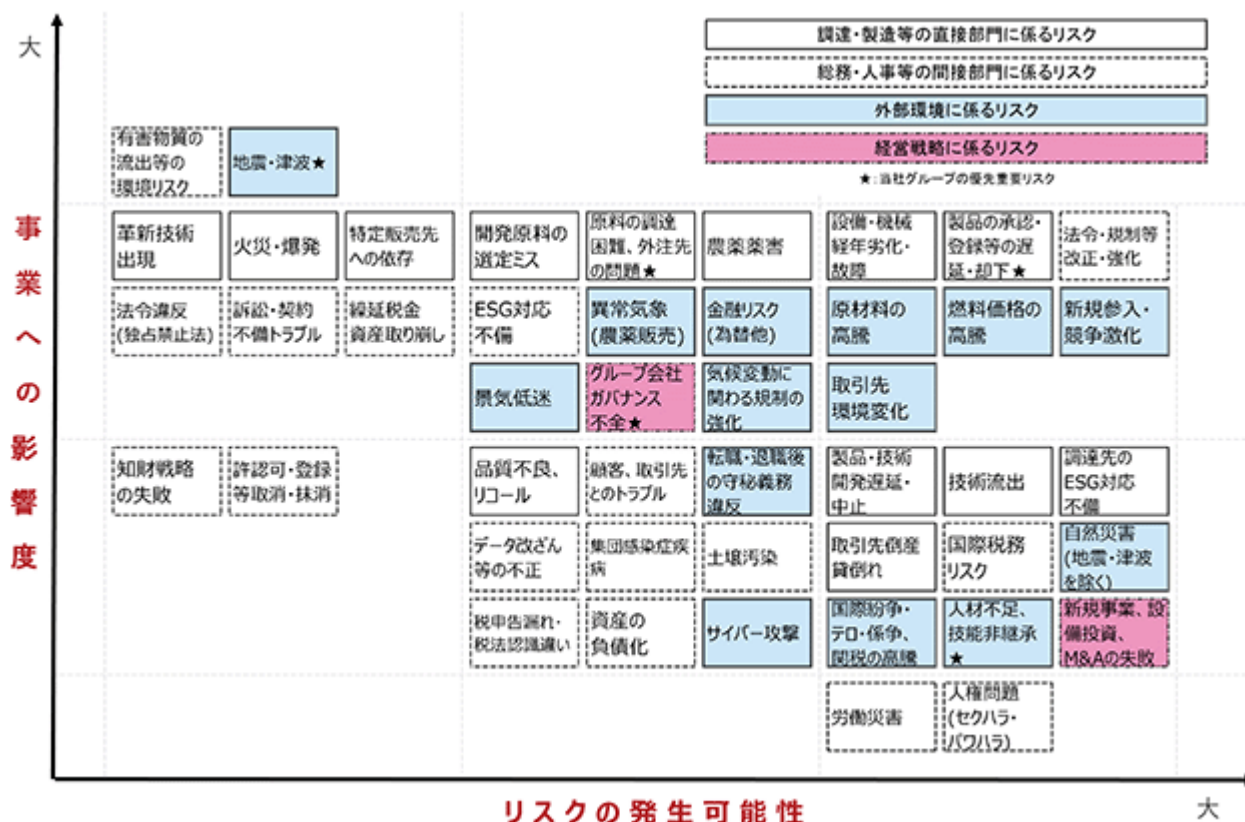 大
調達・製造等の直接部門に係るリスク
総務・人事等の間接部門に係るリスク
外部環境に係るリスク
経営戦略に係るリスク
★:当社グループの優先重要リスク
有害物質の
流出等の
環境リスク
地震・津波★
革新技術
出現
火災・爆発
特定販売先
への依存
開発原料の
選定ミス
原料の調達
困難、外注先
の問題★
農薬薬害
設備・機械
経年劣化・
故障
製品の承認・
登録等の遅
延・却下★
法令・規制等
改正・強化
法令違反
(独占禁止法)
訴訟・契約
不備トラブル
繰延税金
資産取り崩し
ESG対応
不備
異常気象
(農薬販売)
金融リスク
(為替他)
原材料の
高騰
燃料価格の
高騰
新規参入・
競争激化
景気低迷
グループ会社
ガバナンス
不全★
気候変動に
関わる規制の
強化
取引先
環境変化
知財戦略
の失敗
許認可・登録
等取消・抹消
品質不良、
リコール
顧客、取引先
とのトラブル
転職・退職後
の守秘義務
違反
製品・技術
開発遅延・
中止
技術流出
調達先の
ESG対応
不備
データ改ざん
等の不正
集団感染症疾
病
土壌汚染
取引先倒産
貸倒れ
国際税務
リスク
自然災害
(地震・津波
を除く)
税申告漏れ・
税法認識違い
資産の
負債化
サイバー攻撃
国際紛争・
テロ・係争、
関税の高騰
人材不足、
技能非継承
★
新規事業、設
備投資、
M&Aの失敗
労働災害
人権問題
(セクハラ・
パワハラ)
事業への影響度
リスクの発生可能性
大